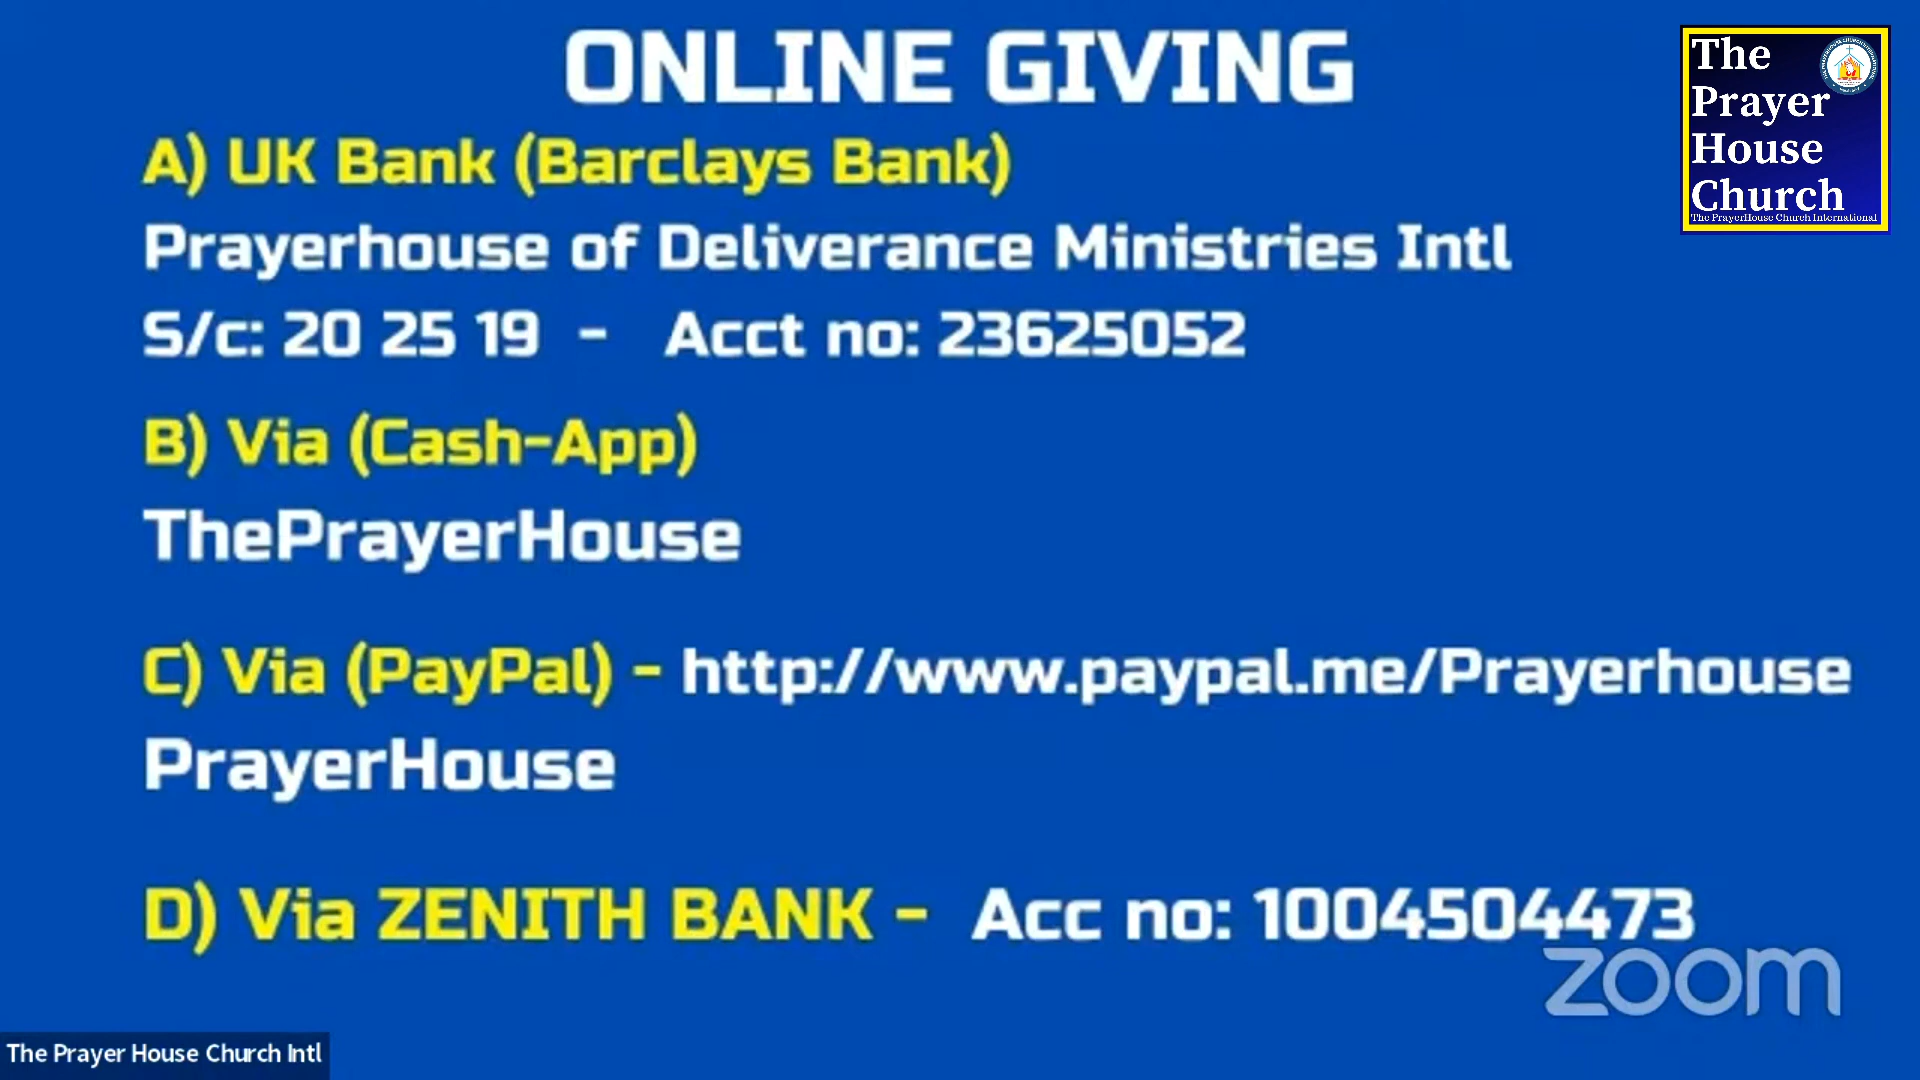 ONLINE GIVING
A) UK Bank (Barclays Bank)
Prayerhouse of Deliverance Ministries Intl
S/c: 20 25 19 - Acct no: 23625052
B) Via (Cash-App)
ThePrayerHouse
C) Via (PayPal) - http://www.paypal.me/Prayerhouse
PrayerHouse
D) Via ZENITH BANK - Acc no: 1004504473
The
Prayer
House
Church
The PrayerHouse Church International
zoom
The Prayer House Church Intl